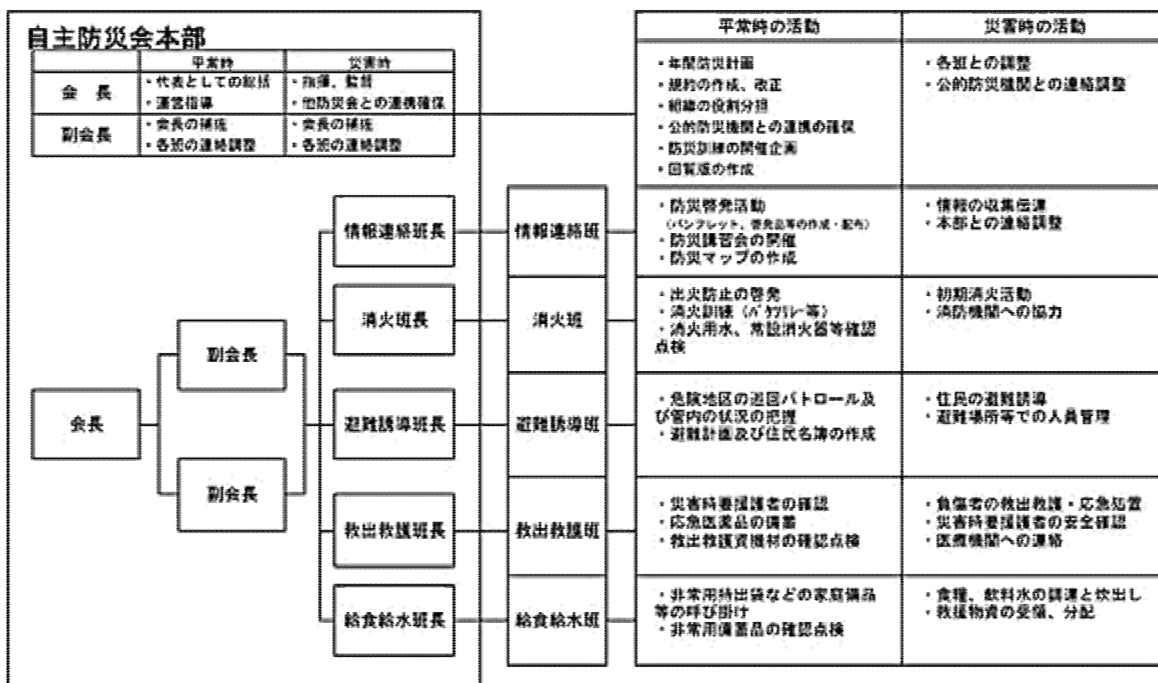 自主防災会本部
平常時
災害時
会 長
・代表としての総括
・運営指導
・指揮、監督
・他防災会との連携確保
副会長
・会長の補佐
・各班の連絡調整
・会長の補佐
・各班の連絡調整
平常時の活動
災害時の活動
・年間防災計画
・規約の作成、改正
・組織の役割分担
・公的防災機関との連携の確保
・防災訓練の開催企画
・回覧版の作成
・各班との調整
・公的防災機関との連絡調整
会長
副会長
副会長
情報連絡班長
情報連絡班
・防災啓発活動
(パンフレット、啓発品等の作成・配布)
・防災講習会の開催
・防災マップの作成
・情報の収集伝達
・本部との連絡調整
消火班長
消火班
・出火防止の啓発
・消火訓練(バケツリレー等)
・消火用水、常設消火器等確認
点検
・初期消火活動
・消防機関への協力
避難誘導班長
避難誘導班
・危険地区の巡回パトロール及
び管内の状況の把握
・避難計画及び住民名簿の作成
・住民の避難誘導
・避難場所等での人員管理
救出救護班長
救出救護班
・災害時要援護者の確認
・応急医薬品の備蓄
・救出救護資機材の確認点検
・負傷者の救出救護・応急処置
・災害時要援護者の安全確認
・医療機関への連絡
給食給水班長
給食給水班
・非常用持出袋などの家庭備品
等の呼び掛け
・非常用備蓄品の確認点検
・食糧、飲料水の調達と炊出し
・救援物資の受領、分配